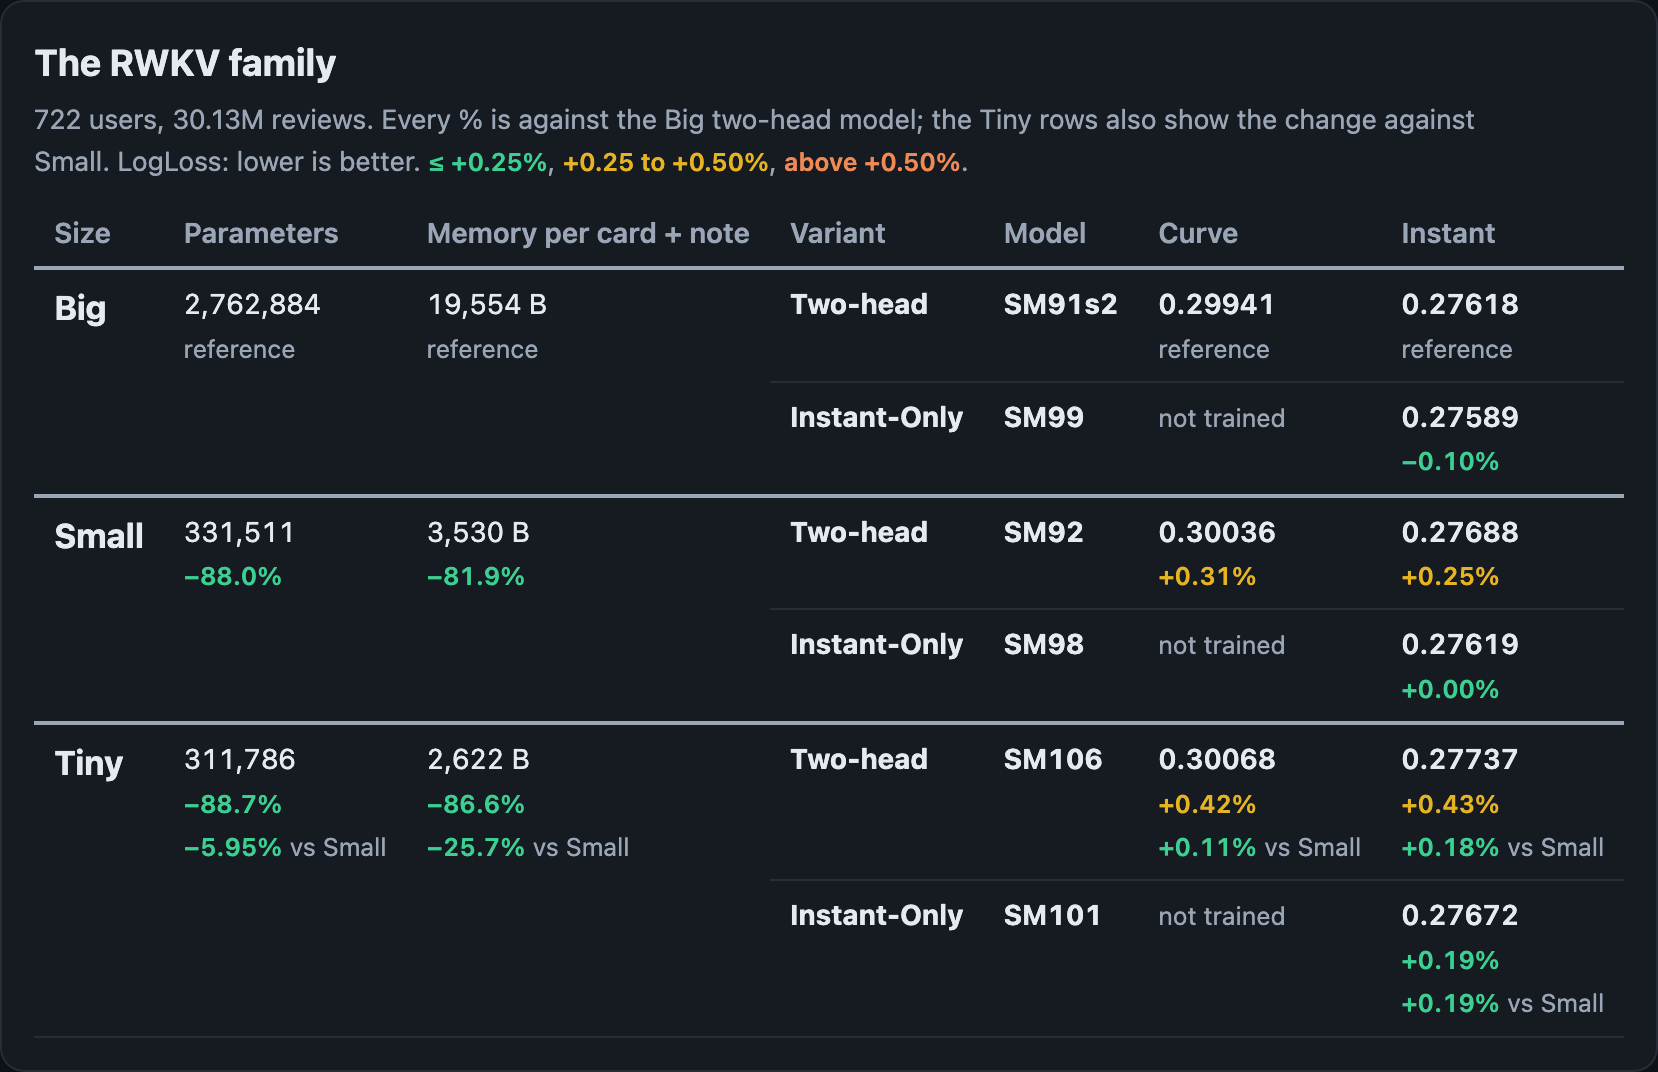 The RWKV family
722 users, 30.13M reviews. Every % is against the Big two-head model; the Tiny rows also show the change against
Small. LogLoss: lower is better. ≤ +0.25%, +0.25 to +0.50%, above +0.50%.
Size Parameters Memory per card + note Variant Model Curve Instant
Big 2,762,884 19,554 B Two-head SM91s2 0.29941 0.27618
reference reference reference reference
Instant-Only SM99 not trained 0.27589
−0.10%
Small 331,511 3,530 B Two-head SM92 0.30036 0.27688
−88.0% −81.9% +0.31% +0.25%
Instant-Only SM98 not trained 0.27619
+0.00%
Tiny 311,786 2,622 B Two-head SM106 0.30068 0.27737
−88.7% −86.6% +0.42% +0.43%
−5.95% vs Small −25.7% vs Small +0.11% vs Small +0.18% vs Small
Instant-Only SM101 not trained 0.27672
+0.19%
+0.19% vs Small